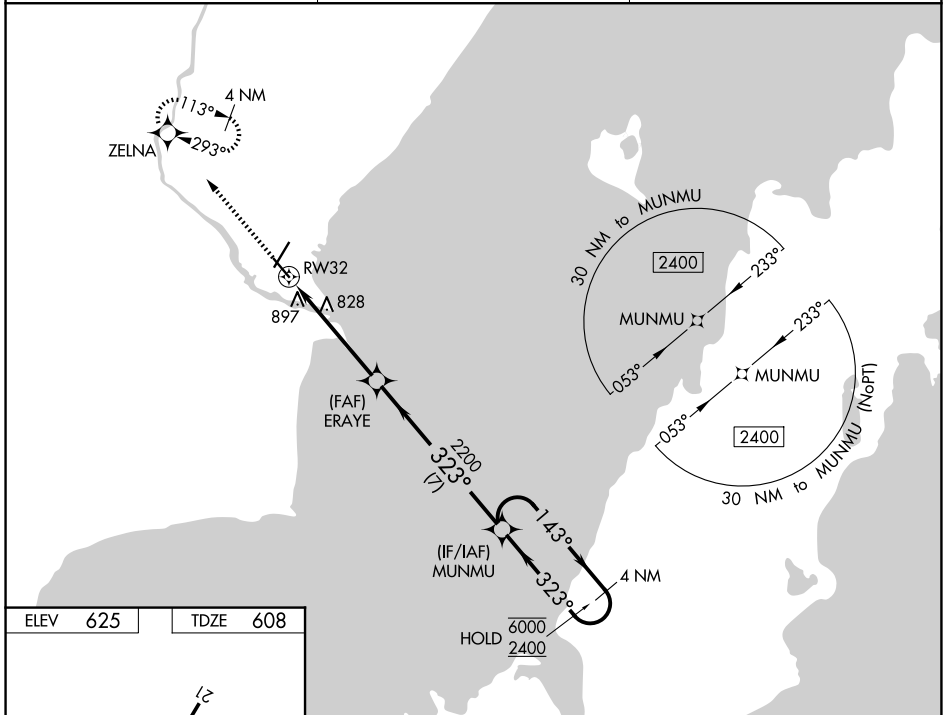 4 NM
113°
293°
ZELNA
RW32
828
897
(FAF)
ERAYE
2200
323°
(7)
(IF/IAF)
MUNMU
143°
323°
4 NM
HOLD
6000
2400
30 NM to MUNMU
2400
233°
MUNMU
053°
233°
MUNMU
053°
2400
30 NM to MUNMU (NoPT)
ELEV 625
TDZE 608
21